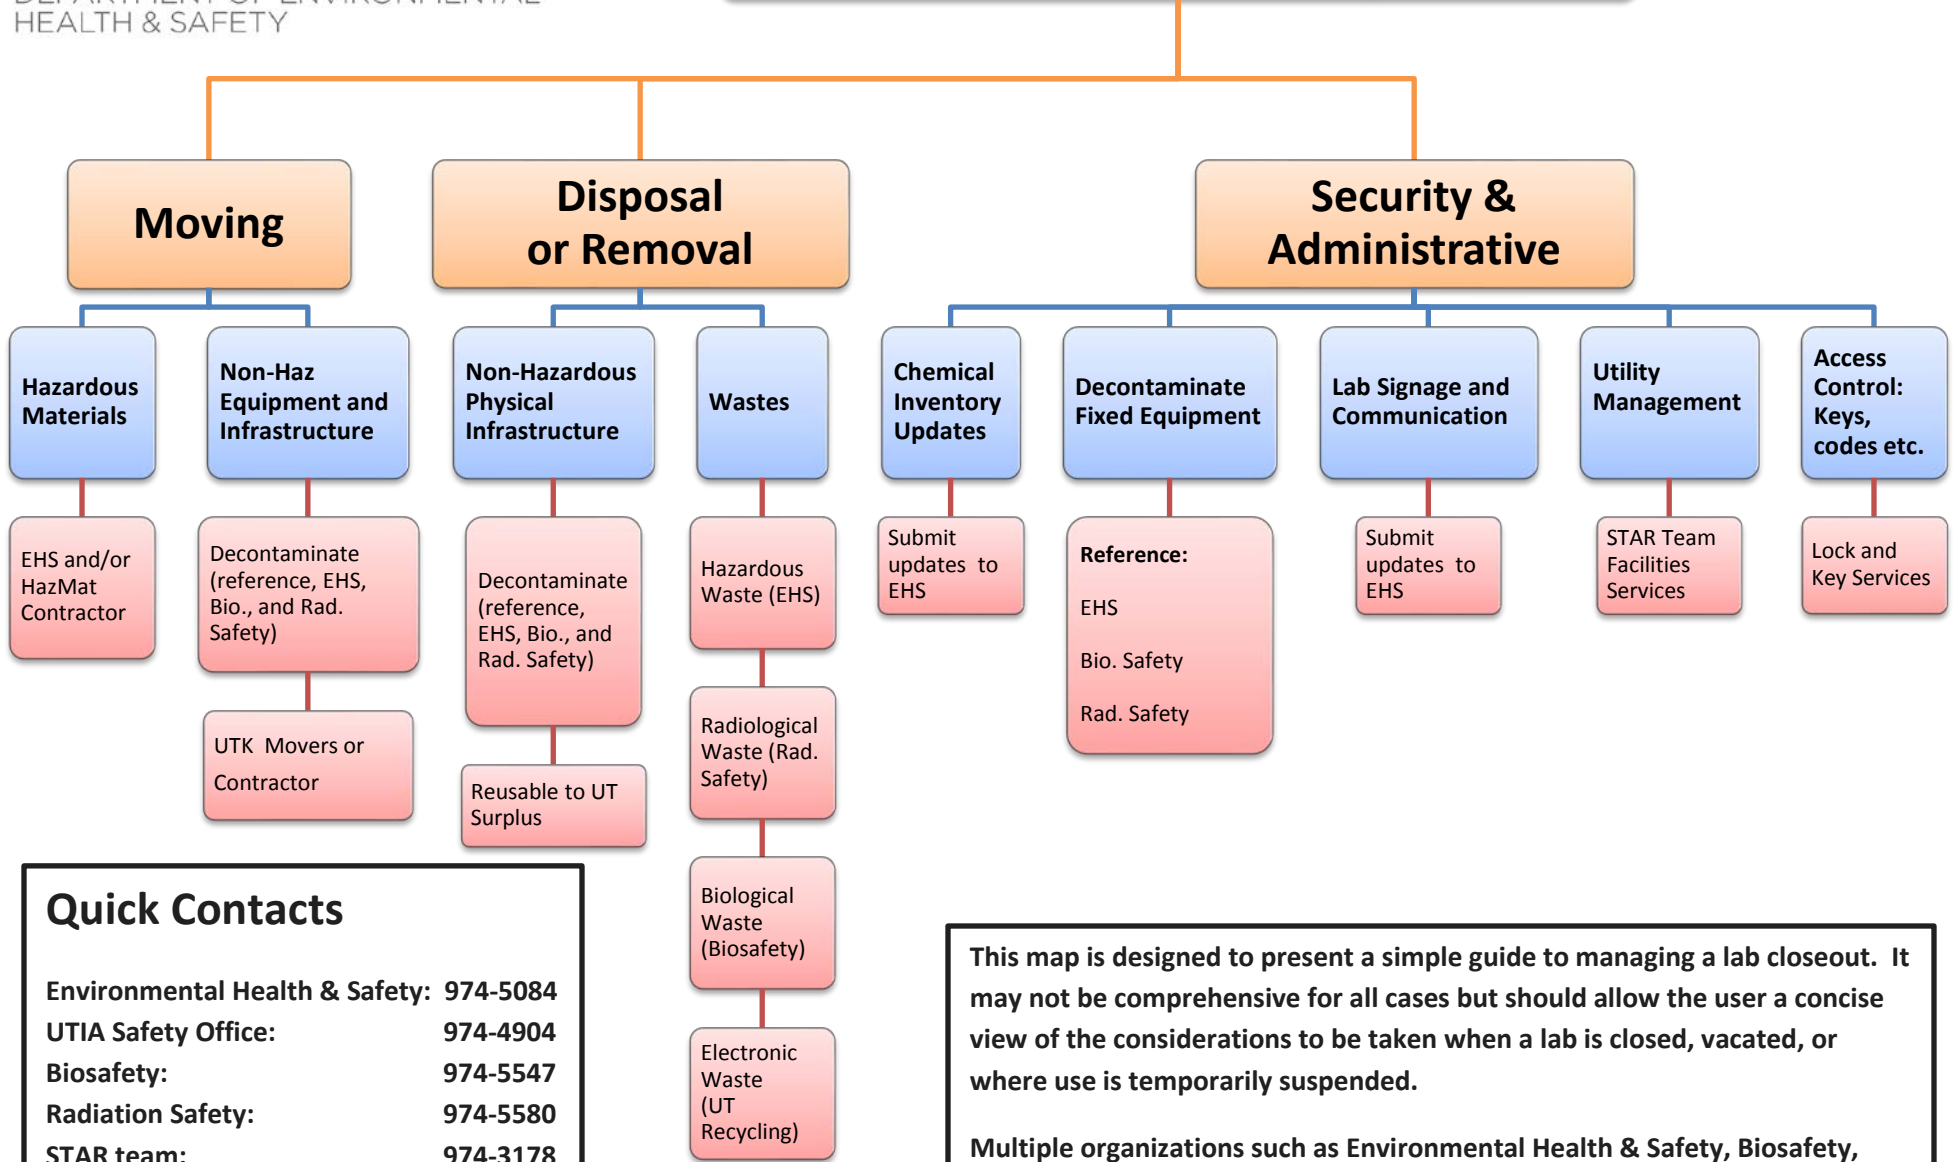 DEPARTMENT OF ENVIRONMENTAL
HEALTH & SAFETY
Moving
Disposal
or Removal
Security &
Administrative
Hazardous
Materials
Non-Haz
Equipment and
Infrastructure
Non-Hazardous
Physical
Infrastructure
Wastes
Chemical
Inventory
Updates
Decontaminate
Fixed Equipment
Lab Signage and
Communication
Utility
Management
Access
Control:
Keys,
codes etc.
EHS and/or
HazMat
Contractor
Decontaminate
(reference, EHS,
Bio., and Rad.
Safety)
UTK Movers or
Contractor
Decontaminate
(reference,
EHS, Bio., and
Rad. Safety)
Reusable to UT
Surplus
Hazardous
Waste (EHS)
Radiological
Waste (Rad.
Safety)
Biological
Waste
(Biosafety)
Electronic
Waste
(UT
Recycling)
Submit
updates to
EHS
Reference:
EHS
Bio. Safety
Rad. Safety
Submit
updates to
EHS
STAR Team
Facilities
Services
Lock and
Key Services
Quick Contacts
Environmental Health & Safety: 974-5084
UTIA Safety Office: 974-4904
Biosafety: 974-5547
Radiation Safety: 974-5580
STAR team: 974-3178
This map is designed to present a simple guide to managing a lab closeout. It
may not be comprehensive for all cases but should allow the user a concise
view of the considerations to be taken when a lab is closed, vacated, or
where use is temporarily suspended.
Multiple organizations such as Environmental Health & Safety, Biosafety,